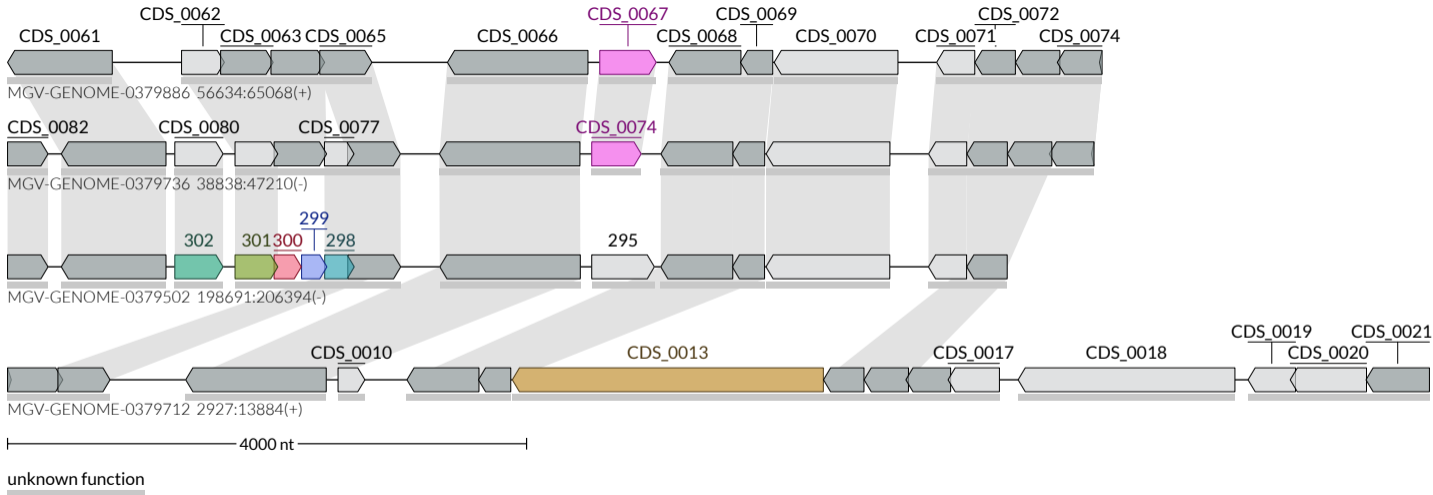 CDS_0062 CDS_0067 CDS_0069 CDS_0072
CDS_0061 CDS_0063 CDS_0065 CDS_0066 CDS_0068 CDS_0070 CDS_0071 CDS_0074
MGV-GENOME-0379886 56634:65068(+)
CDS_0082 CDS_0080 CDS_0077 CDS_0074
MGV-GENOME-0379736 38838:47210(-)
299
302 301 300 298 295
MGV-GENOME-0379502 198691:206394(-)
CDS_0019 CDS_0021
CDS_0010 CDS_0013 CDS_0017 CDS_0018 CDS_0020
MGV-GENOME-0379712 2927:13884(+)
4000 nt
unknown function